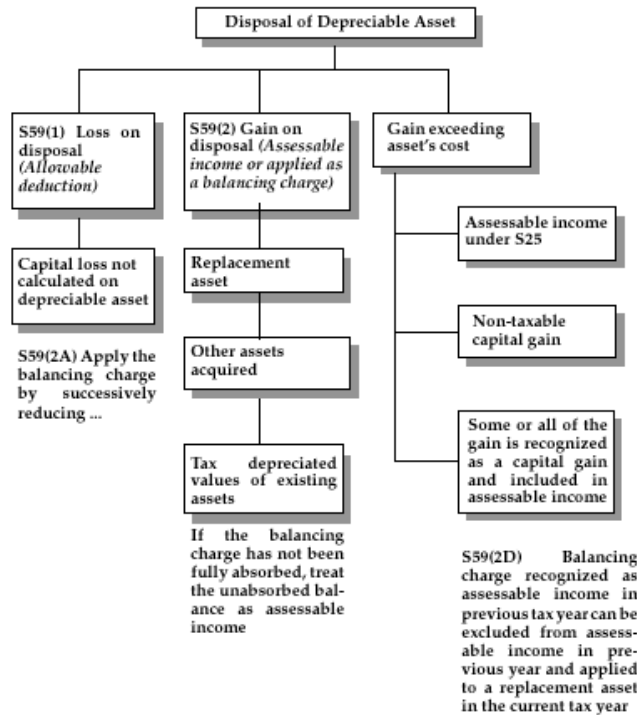 Disposal of Depreciable Asset
S59(1) Loss on
disposal
(Allowable
deduction)
Capital loss not
calculated on
depreciable asset
S59(2A) Apply the
balancing charge
by successively
reducing ...
S59(2) Gain on
disposal (Assessable
income or applied as
a balancing charge)
Replacement
asset
Other assets
acquired
Tax depreciated
values of existing
assets
If the balancing
charge has not been
fully absorbed, treat
the unabsorbed bal-
ance as assessable
income
Gain exceeding
asset's cost
Assessable income
under S25
Non-taxable
capital gain
Some or all of the
gain is recognized
as a capital gain
and included in
assessable income
S59(2D) Balancing
charge recognized as
assessable income in
previous tax year can be
excluded from assess-
able income in pre-
vious year and applied
to a replacement asset
in the current tax year